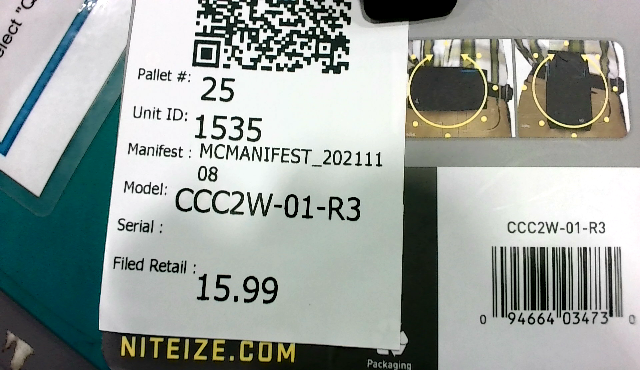 elect "Q
Pallet #: 25
Unit ID: 1535
Manifest : MCMANIFEST_202111
08
Model: CCC2W-01-R3
Serial :
Filed Retail : 15.99
NITEIZE.COM
Packaging
CCC2W-01-R3
0 94664 03473 0